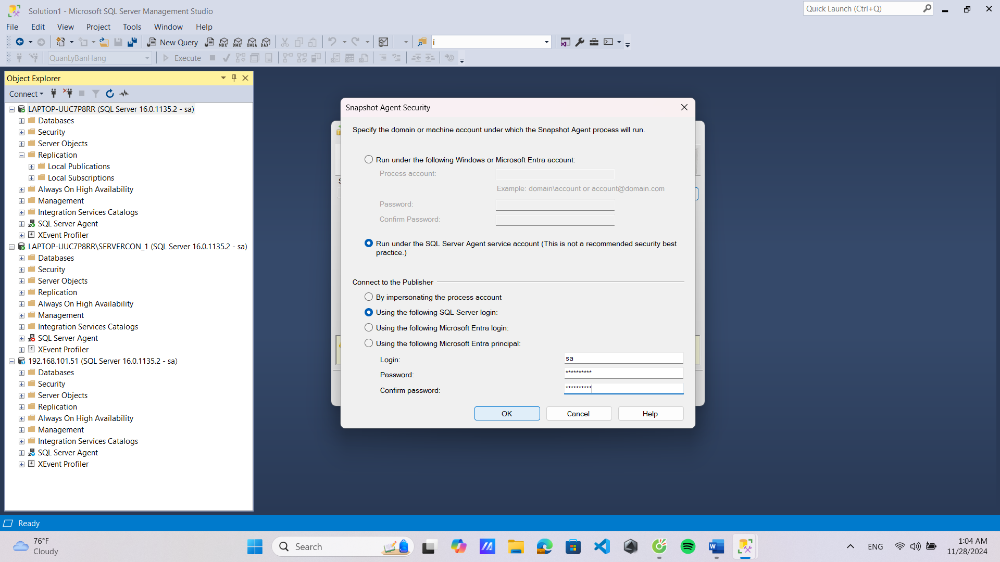 Solution1 - Microsoft SQL Server Management Studio
Quick Launch (Ctrl+Q)
File Edit View Project Tools Window Help
New Query MDX DMX XMLA DAX i
QuanLyBanHang Execute
Object Explorer
Connect
LAPTOP-UUC7P8RR (SQL Server 16.0.1135.2 - sa)
Databases
Security
Server Objects
Replication
Local Publications
Local Subscriptions
Always On High Availability
Management
Integration Services Catalogs
SQL Server Agent
XEvent Profiler
LAPTOP-UUC7P8RR\SERVERCON_1 (SQL Server 16.0.1135.2 - sa)
Databases
Security
Server Objects
Replication
Always On High Availability
Management
Integration Services Catalogs
SQL Server Agent
XEvent Profiler
192.168.101.51 (SQL Server 16.0.1135.2 - sa)
Databases
Security
Server Objects
Replication
Always On High Availability
Management
Integration Services Catalogs
SQL Server Agent
XEvent Profiler
Snapshot Agent Security
Specify the domain or machine account under which the Snapshot Agent process will run.
Run under the following Windows or Microsoft Entra account:
Process account:
Example: domain\account or account@domain.com
Password:
Confirm Password:
Run under the SQL Server Agent service account (This is not a recommended security best
practice.)
Connect to the Publisher
By impersonating the process account
Using the following SQL Server login:
Using the following Microsoft Entra login:
Using the following Microsoft Entra principal:
Login: sa
Password: **********
Confirm password: **********
OK Cancel Help
Ready
76°F
Cloudy
Search
ENG
1:04 AM
11/28/2024